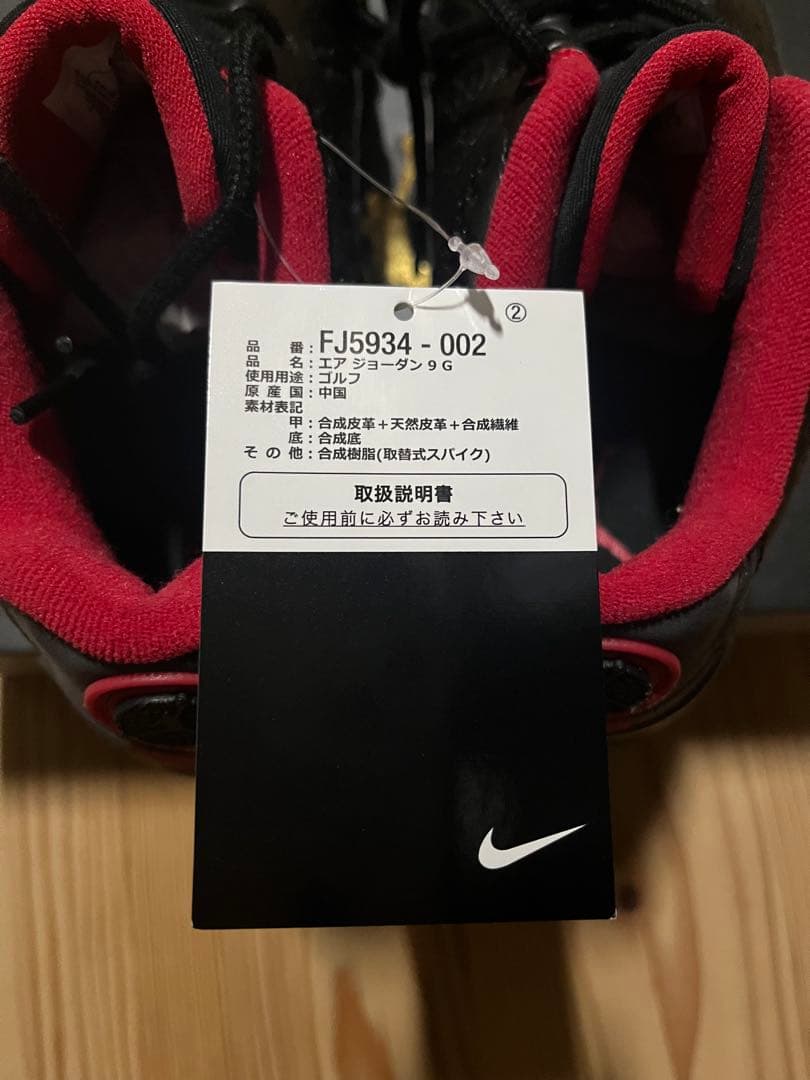 ②
品番：FJ5934 - 002
品名：エア ジョーダン 9 G
使用用途：ゴルフ
原産国：中国
素材表記
甲：合成皮革＋天然皮革＋合成繊維
底：合成底
その他：合成樹脂(取替式スパイク)
取扱説明書
ご使用前に必ずお読み下さい